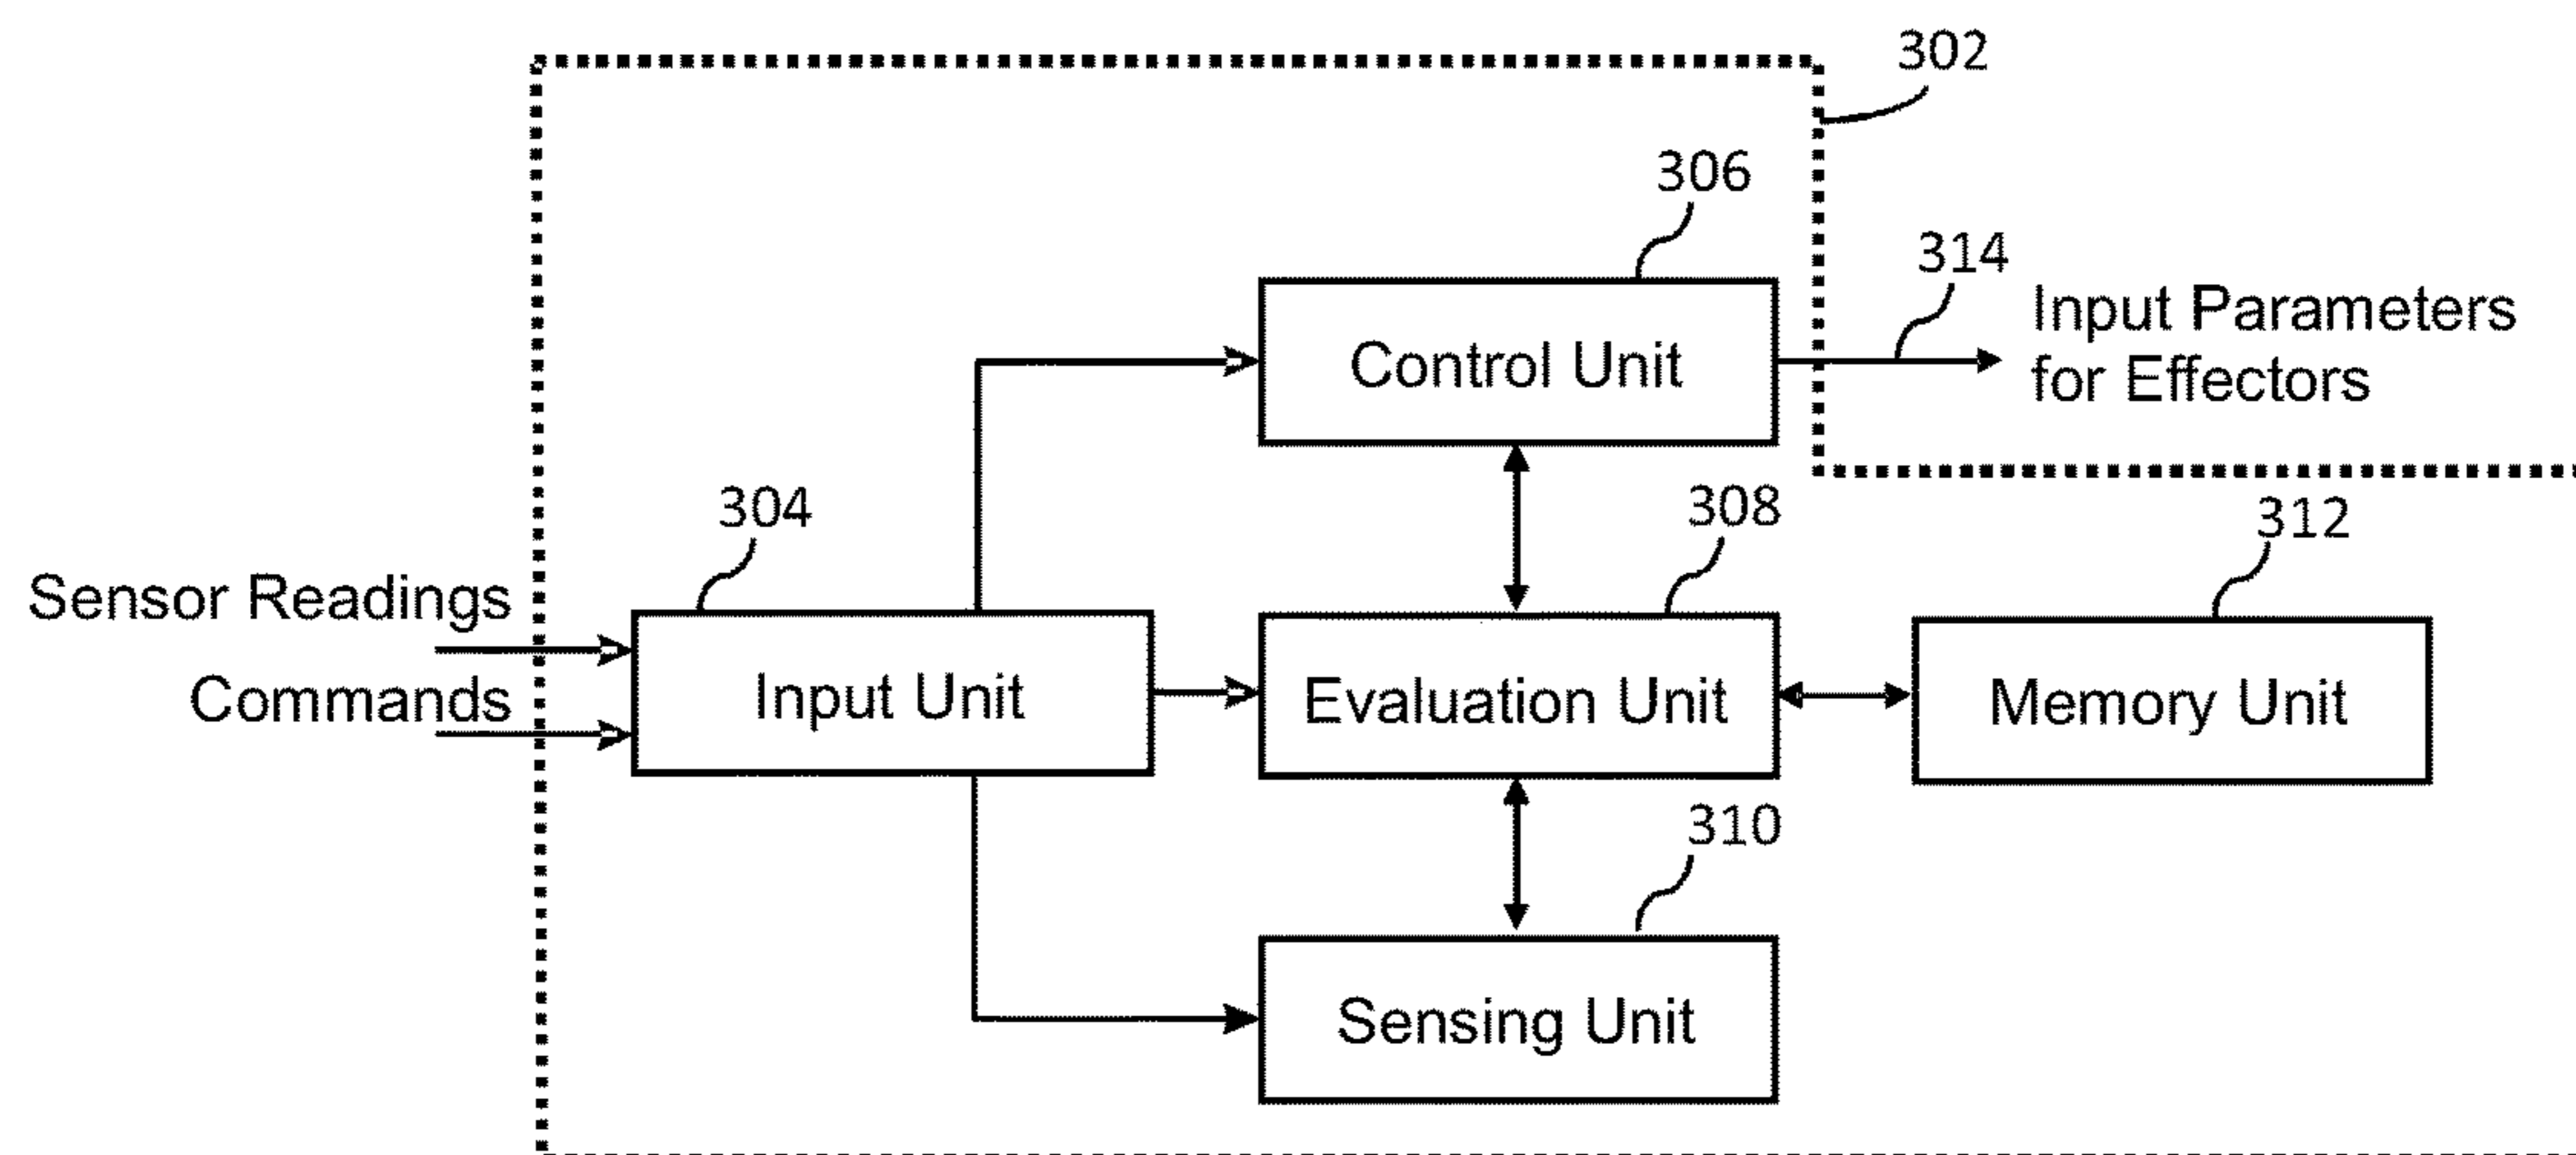 302
306
314
Input Parameters
for Effectors
Control Unit
304
308
312
Sensor Readings
Commands
Input Unit
Evaluation Unit
Memory Unit
310
Sensing Unit